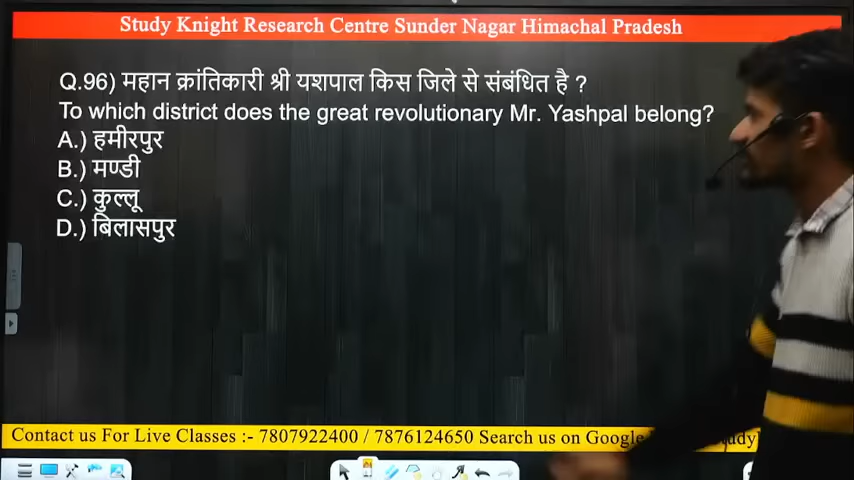 Study Knight Research Centre Sunder Nagar Himachal Pradesh
Q.96) महान क्रांतिकारी श्री यशपाल किस जिले से संबंधित है ?
To which district does the great revolutionary Mr. Yashpal belong?
A.) हमीरपुर
B.) मण्डी
C.) कुल्लू
D.) बिलासपुर
Contact us For Live Classes :- 7807922400 / 7876124650 Search us on Google